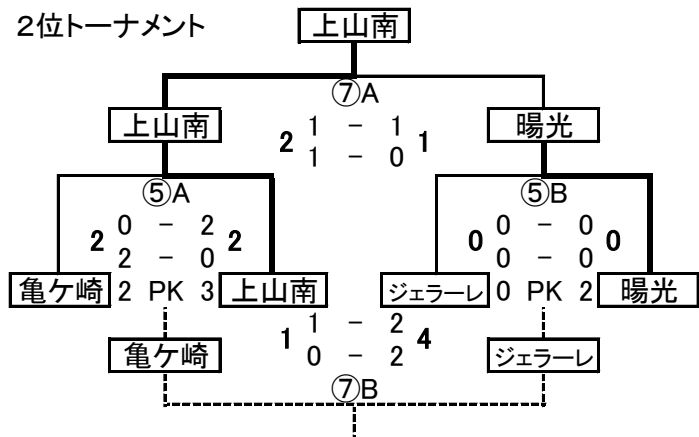 ２位トーナメント
上山南
⑦A
上山南
2 1 － 1 1
1 － 0
暘光
⑤A
2 0 － 2 2
2 － 0
亀ケ崎 2 PK 3 上山南
⑤B
0 0 － 0 0
0 － 0
ジェラーレ 0 PK 2 暘光
亀ケ崎
1 1 － 2 4
0 － 2
ジェラーレ
⑦B